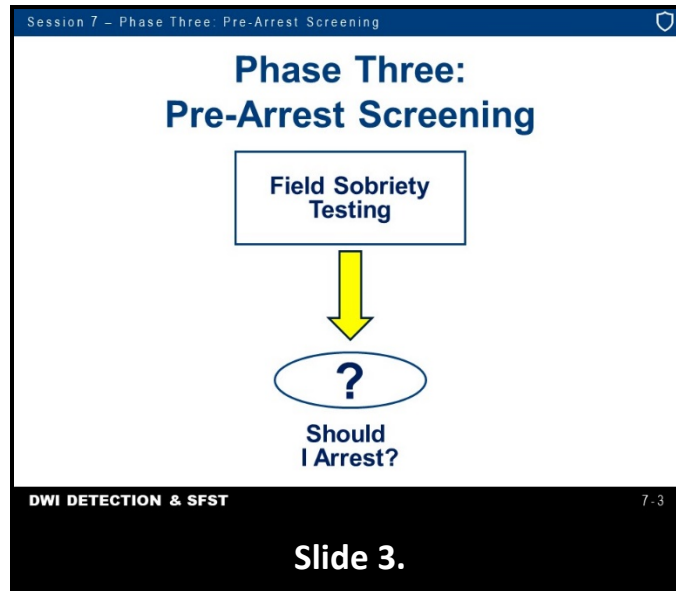 Session 7 – Phase Three: Pre-Arrest Screening
Phase Three:
Pre-Arrest Screening
Field Sobriety
Testing
?
Should
I Arrest?
DWI DETECTION & SFST
7-3
Slide 3.